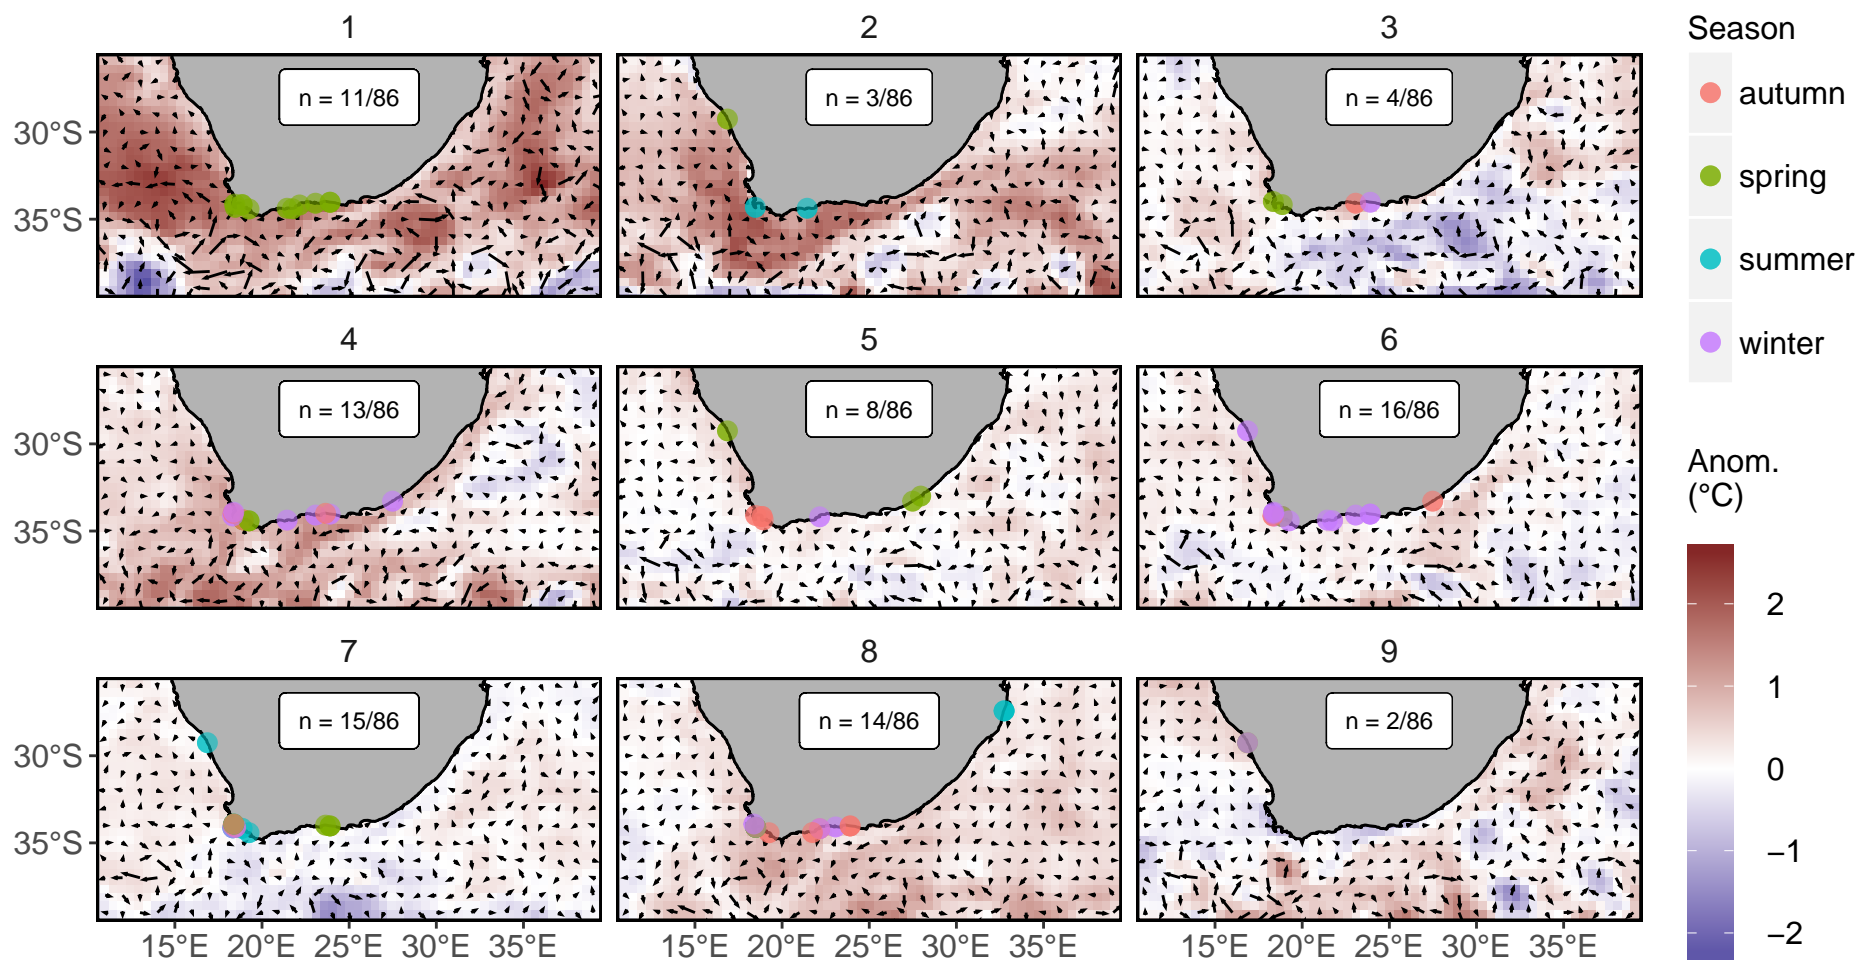 1
2
3
n = 11/86
n = 3/86
n = 4/86
30°S
35°S
4
5
6
n = 13/86
n = 8/86
n = 16/86
30°S
35°S
7
8
9
n = 15/86
n = 14/86
n = 2/86
30°S
35°S
15°E 20°E 25°E 30°E 35°E
15°E 20°E 25°E 30°E 35°E
15°E 20°E 25°E 30°E 35°E
Season
autumn
spring
summer
winter
Anom.
(°C)
2
1
0
−1
−2